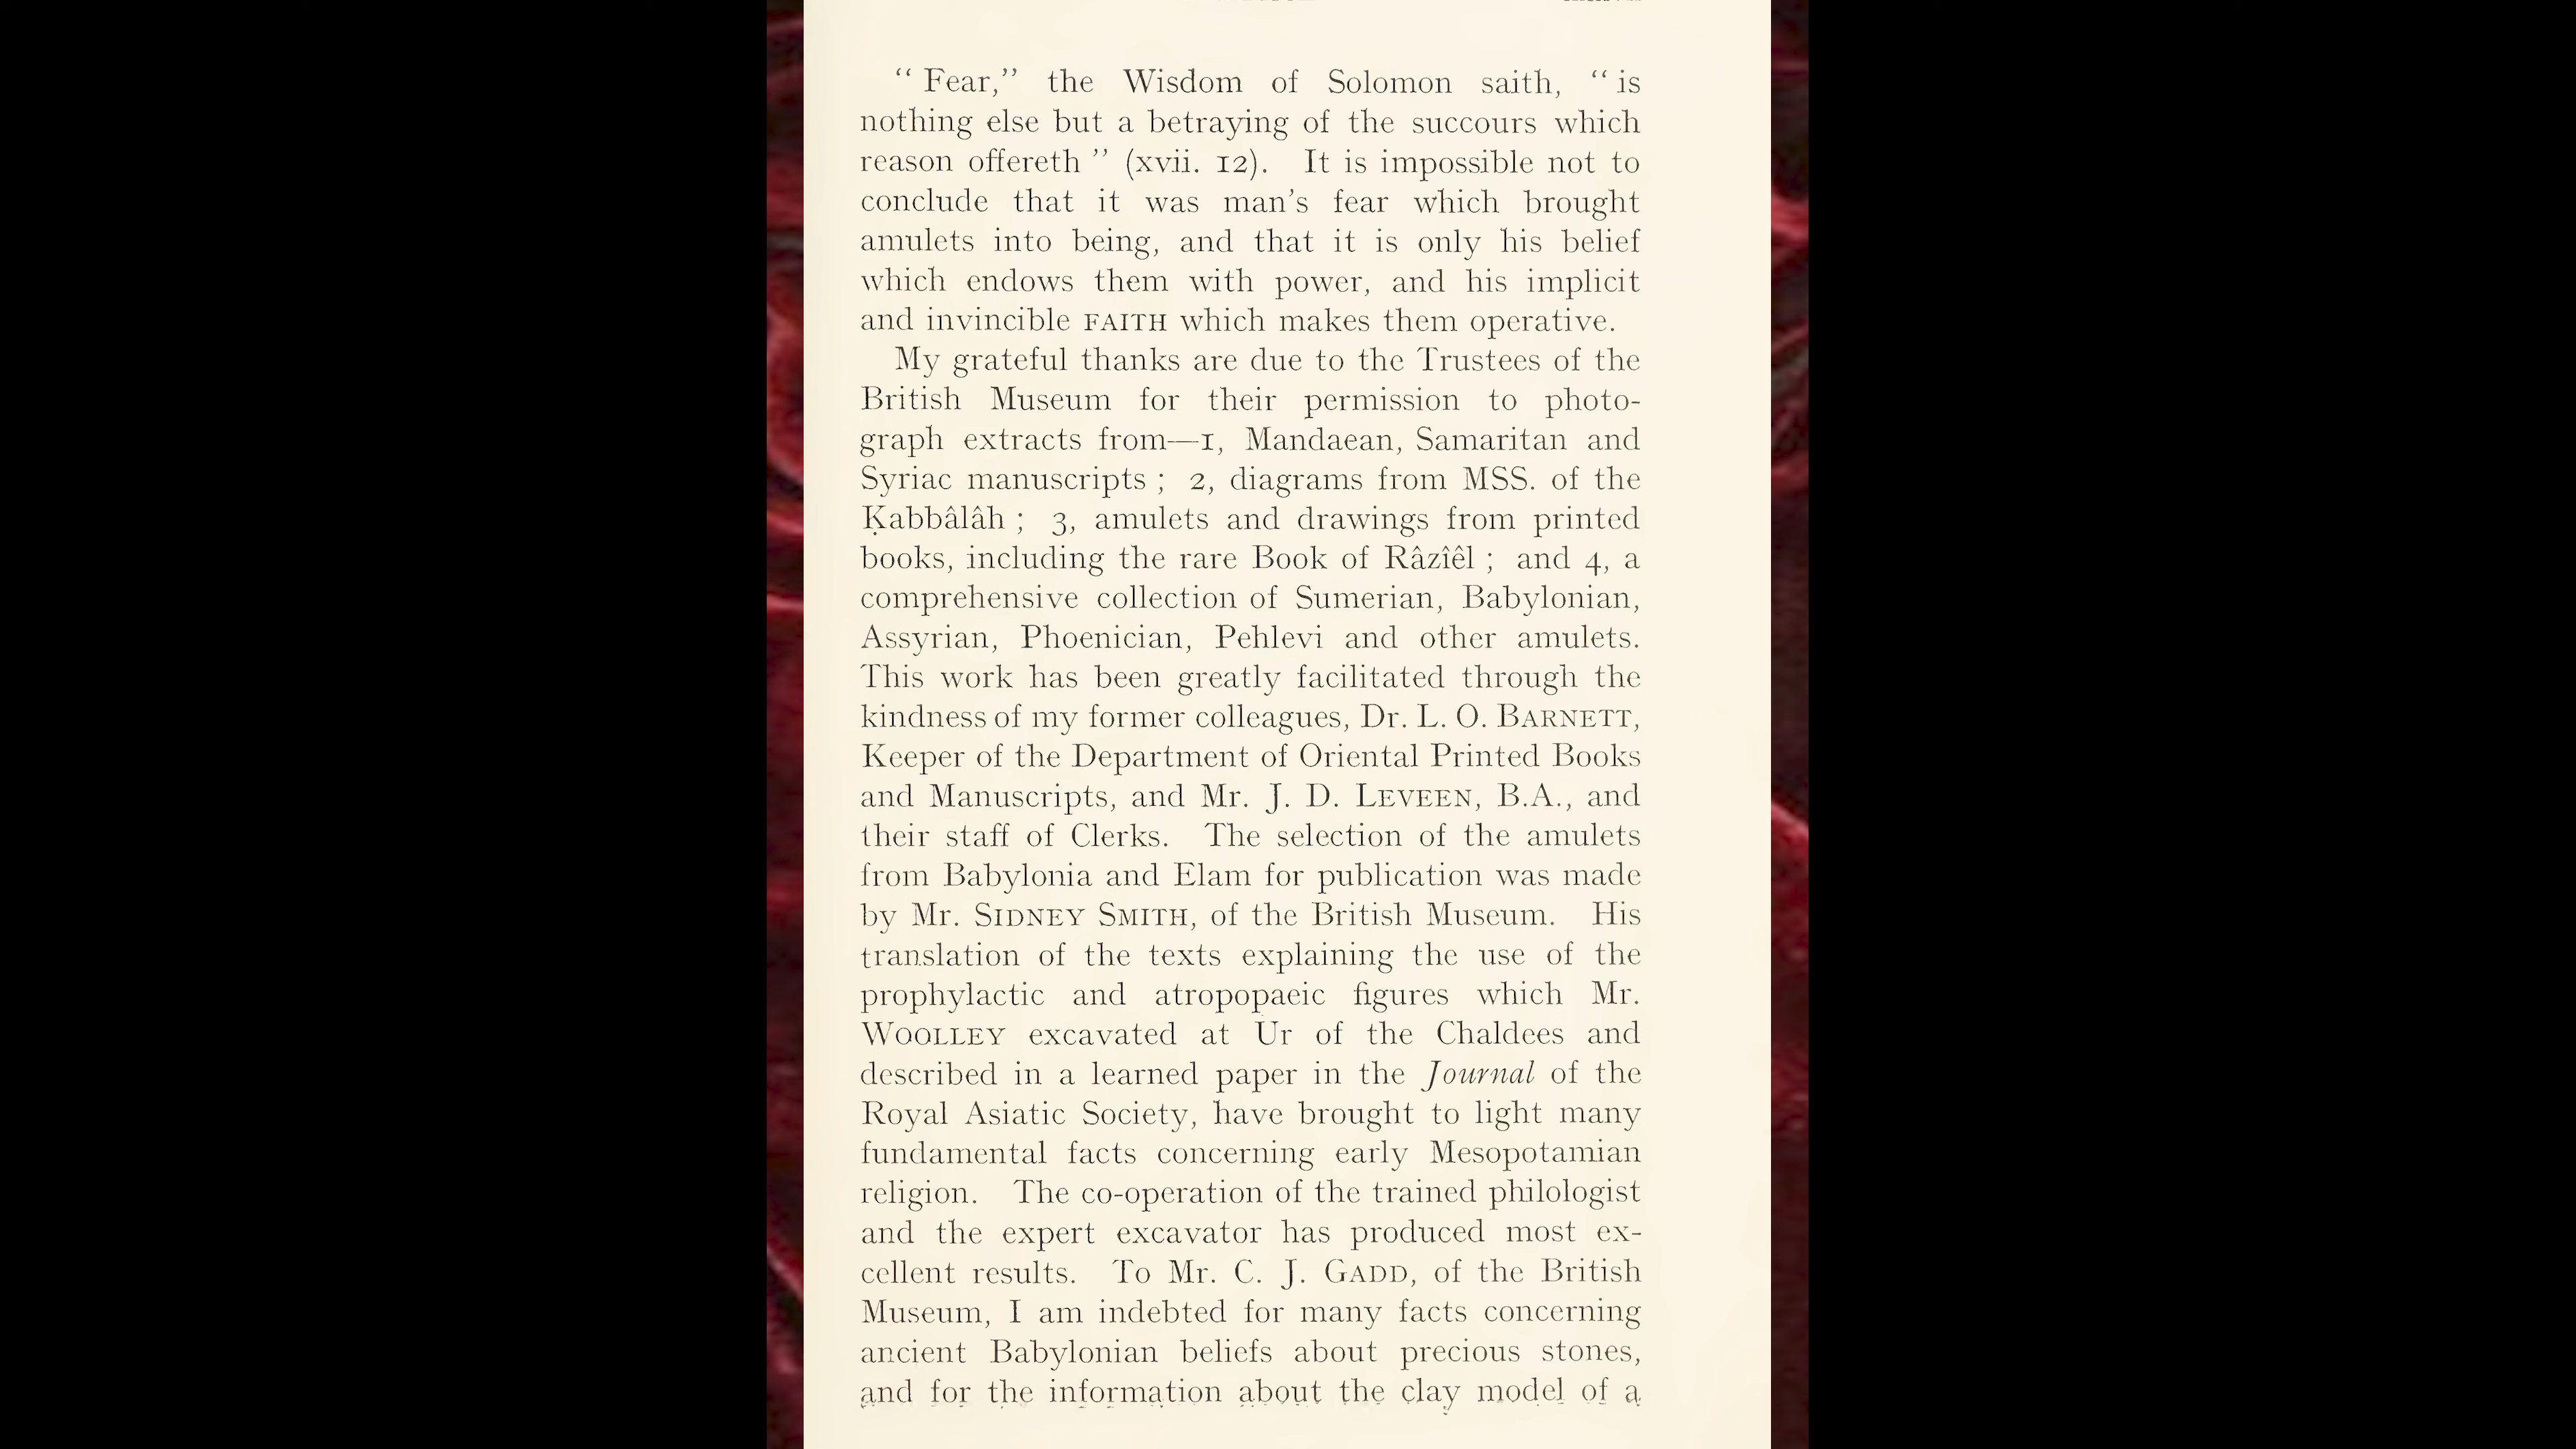 “ Fear,” the Wisdom of Solomon saith, “ is
nothing else but a betraying of the succours which
reason offereth ” (xvii. 12). It is impossible not to
conclude that it was man’s fear which brought
amulets into being, and that it is only his belief
which endows them with power, and his implicit
and invincible FAITH which makes them operative.
My grateful thanks are due to the Trustees of the
British Museum for their permission to photo-
graph extracts from—1, Mandaean, Samaritan and
Syriac manuscripts ; 2, diagrams from MSS. of the
Ḳabbâlâh ; 3, amulets and drawings from printed
books, including the rare Book of Râzîêl ; and 4, a
comprehensive collection of Sumerian, Babylonian,
Assyrian, Phoenician, Pehlevi and other amulets.
This work has been greatly facilitated through the
kindness of my former colleagues, Dr. L. O. BARNETT,
Keeper of the Department of Oriental Printed Books
and Manuscripts, and Mr. J. D. LEVEEN, B.A., and
their staff of Clerks. The selection of the amulets
from Babylonia and Elam for publication was made
by Mr. SIDNEY SMITH, of the British Museum. His
translation of the texts explaining the use of the
prophylactic and atropopaeic figures which Mr.
WOOLLEY excavated at Ur of the Chaldees and
described in a learned paper in the Journal of the
Royal Asiatic Society, have brought to light many
fundamental facts concerning early Mesopotamian
religion. The co-operation of the trained philologist
and the expert excavator has produced most ex-
cellent results. To Mr. C. J. GADD, of the British
Museum, I am indebted for many facts concerning
ancient Babylonian beliefs about precious stones,
and for the information about the clay model of a